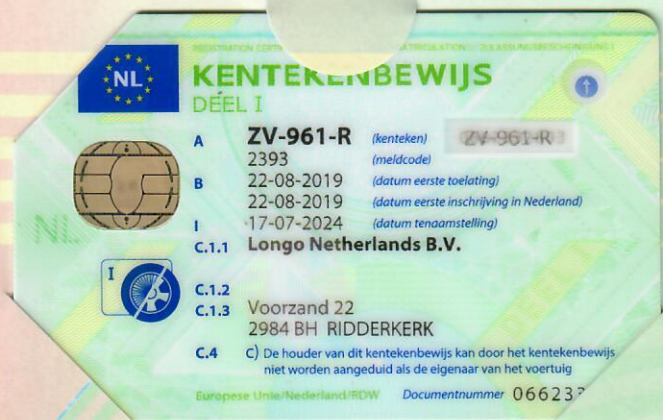 NL
KENTEKENBEWIJS
DEEL I
A ZV-961-R (kenteken) ZV-961-R
2393 (meldcode)
B 22-08-2019 (datum eerste toelating)
22-08-2019 (datum eerste inschrijving in Nederland)
I 17-07-2024 (datum tenaamstelling)
C.1.1 Longo Netherlands B.V.
NL
I
C.1.2
C.1.3 Voorzand 22
2984 BH RIDDERKERK
C.4 C) De houder van dit kentekenbewijs kan door het kentekenbewijs
niet worden aangeduid als de eigenaar van het voertuig
Europese Unie/Nederland/RDW Documentnummer 066233